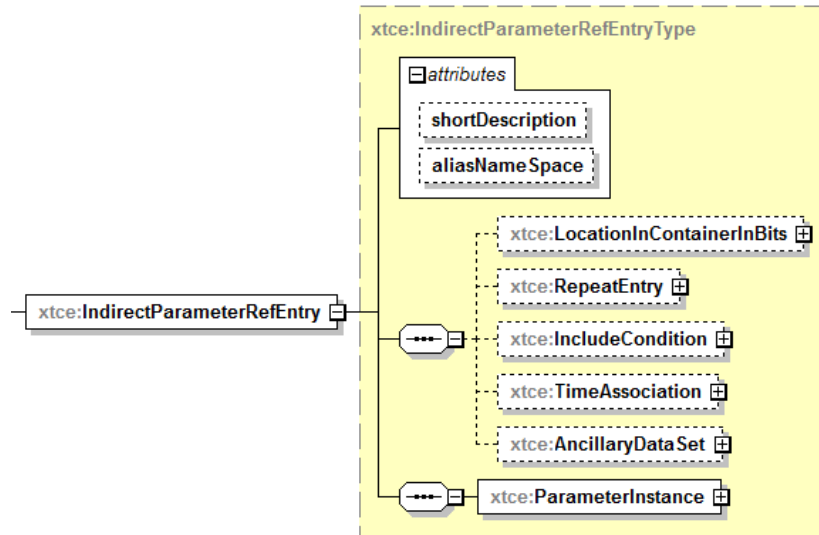 xtce:IndirectParameterRefEntryType
attributes
shortDescription
aliasNameSpace
xtce:LocationInContainerInBits
xtce:RepeatEntry
xtce:IndirectParameterRefEntry
xtce:IncludeCondition
xtce:TimeAssociation
xtce:AncillaryDataSet
xtce:ParameterInstance